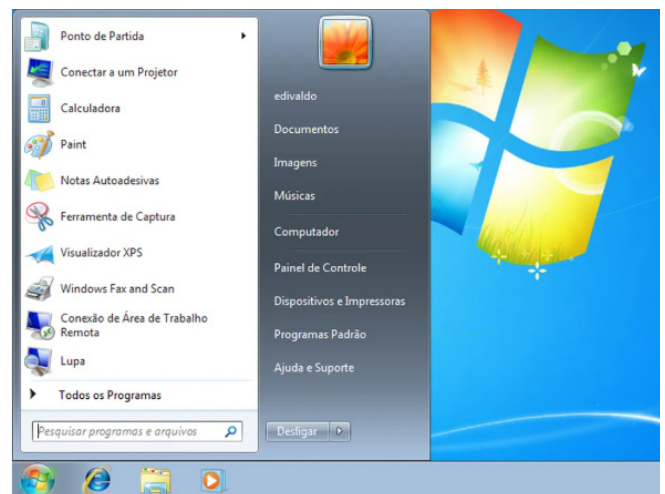 Ponto de Partida
Conectar a um Projetor
Calculadora
Paint
Notas Autoadesivas
Ferramenta de Captura
Visualizador XPS
Windows Fax and Scan
Conexão de Área de Trabalho
Remota
Lupa
Todos os Programas
Pesquisar programas e arquivos
edivaldo
Documentos
Imagens
Músicas
Computador
Painel de Controle
Dispositivos e Impressoras
Programas Padrão
Ajuda e Suporte
Desligar